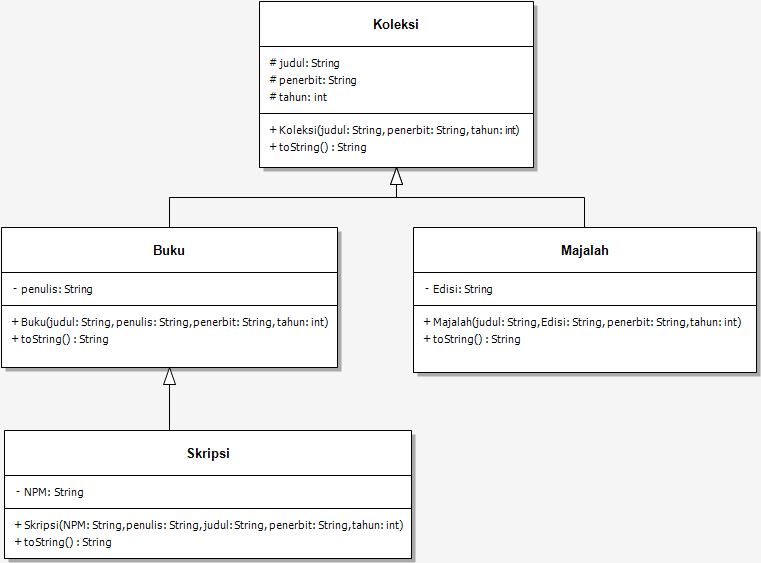 Koleksi
# judul: String
# penerbit: String
# tahun: int
+ Koleksi(judul: String, penerbit: String, tahun: int)
+ toString() : String
Buku
- penulis: String
+ Buku(judul: String, penulis: String, penerbit: String, tahun: int)
+ toString() : String
Majalah
- Edisi: String
+ Majalah(judul: String, Edisi: String, penerbit: String, tahun: int)
+ toString() : String
Skripsi
- NPM: String
+ Skripsi(NPM: String, penulis: String, judul: String, penerbit: String, tahun: int)
+ toString() : String